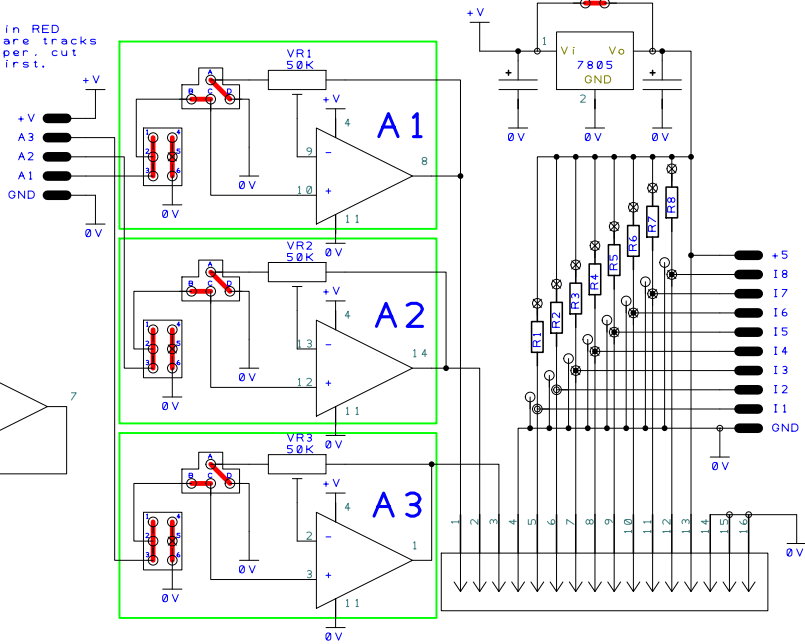 in RED
are tracks
per. cut
irst.
+V
+V
A3
A2
A1
GND
0V
VR1
50K
A
B C D
+V
4
A1
1 4
2 5
3 6
9
-
8
10
+
11
0V
0V
0V
VR2
50K
A
B C D
+V
4
A2
1 4
2 5
3 6
13
-
14
12
+
11
0V
0V
0V
7
VR3
50K
A
B C D
+V
4
A3
1 4
2 5
3 6
2
-
1
3
+
11
0V
0V
0V
+V
1
Vi Vo
7805
GND
+
+
2
0V
0V
0V
R8
R7
R6
R5
R4
R3
R2
R1
+5
I8
I7
I6
I5
I4
I3
I2
I1
GND
0V
1 2 3 4 5 6 7 8 9 10 11 12 13 14 15 16
0V